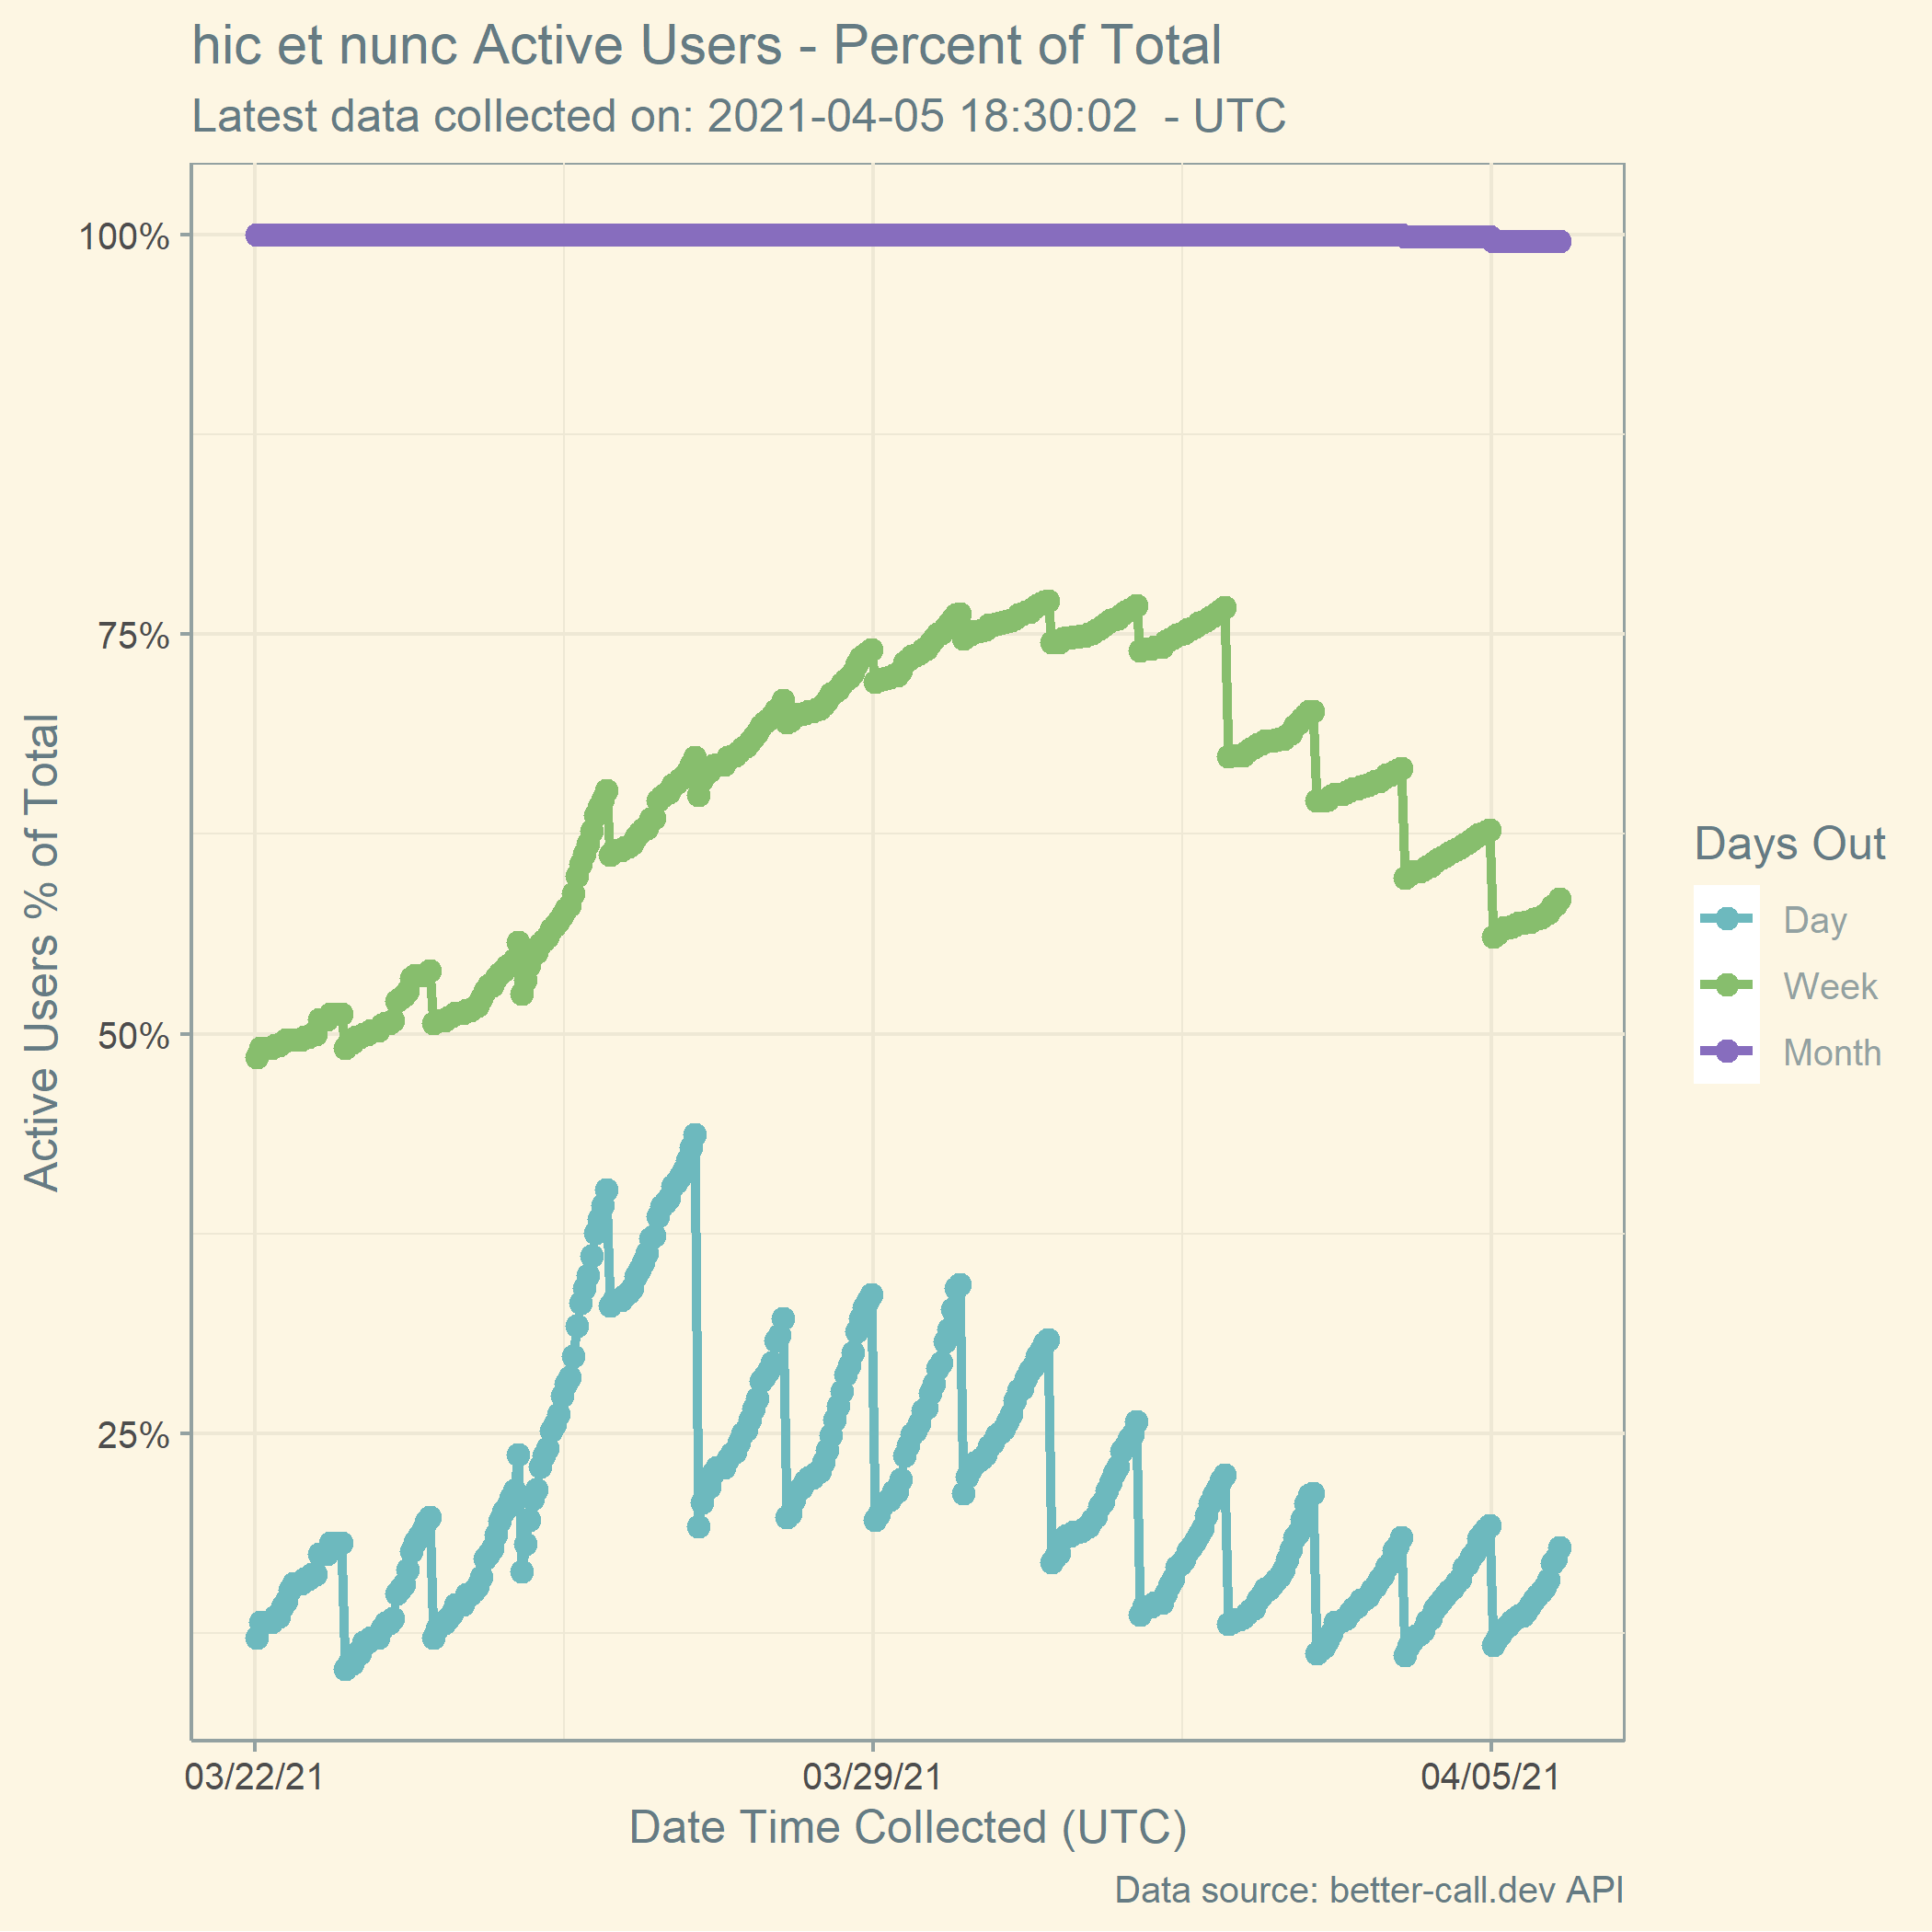 hic et nunc Active Users - Percent of Total
Latest data collected on: 2021-04-05 18:30:02  - UTC
100%
75%
50%
25%
Active Users % of Total
03/22/21
03/29/21
04/05/21
Date Time Collected (UTC)
Days Out
Day
Week
Month
Data source: better-call.dev API